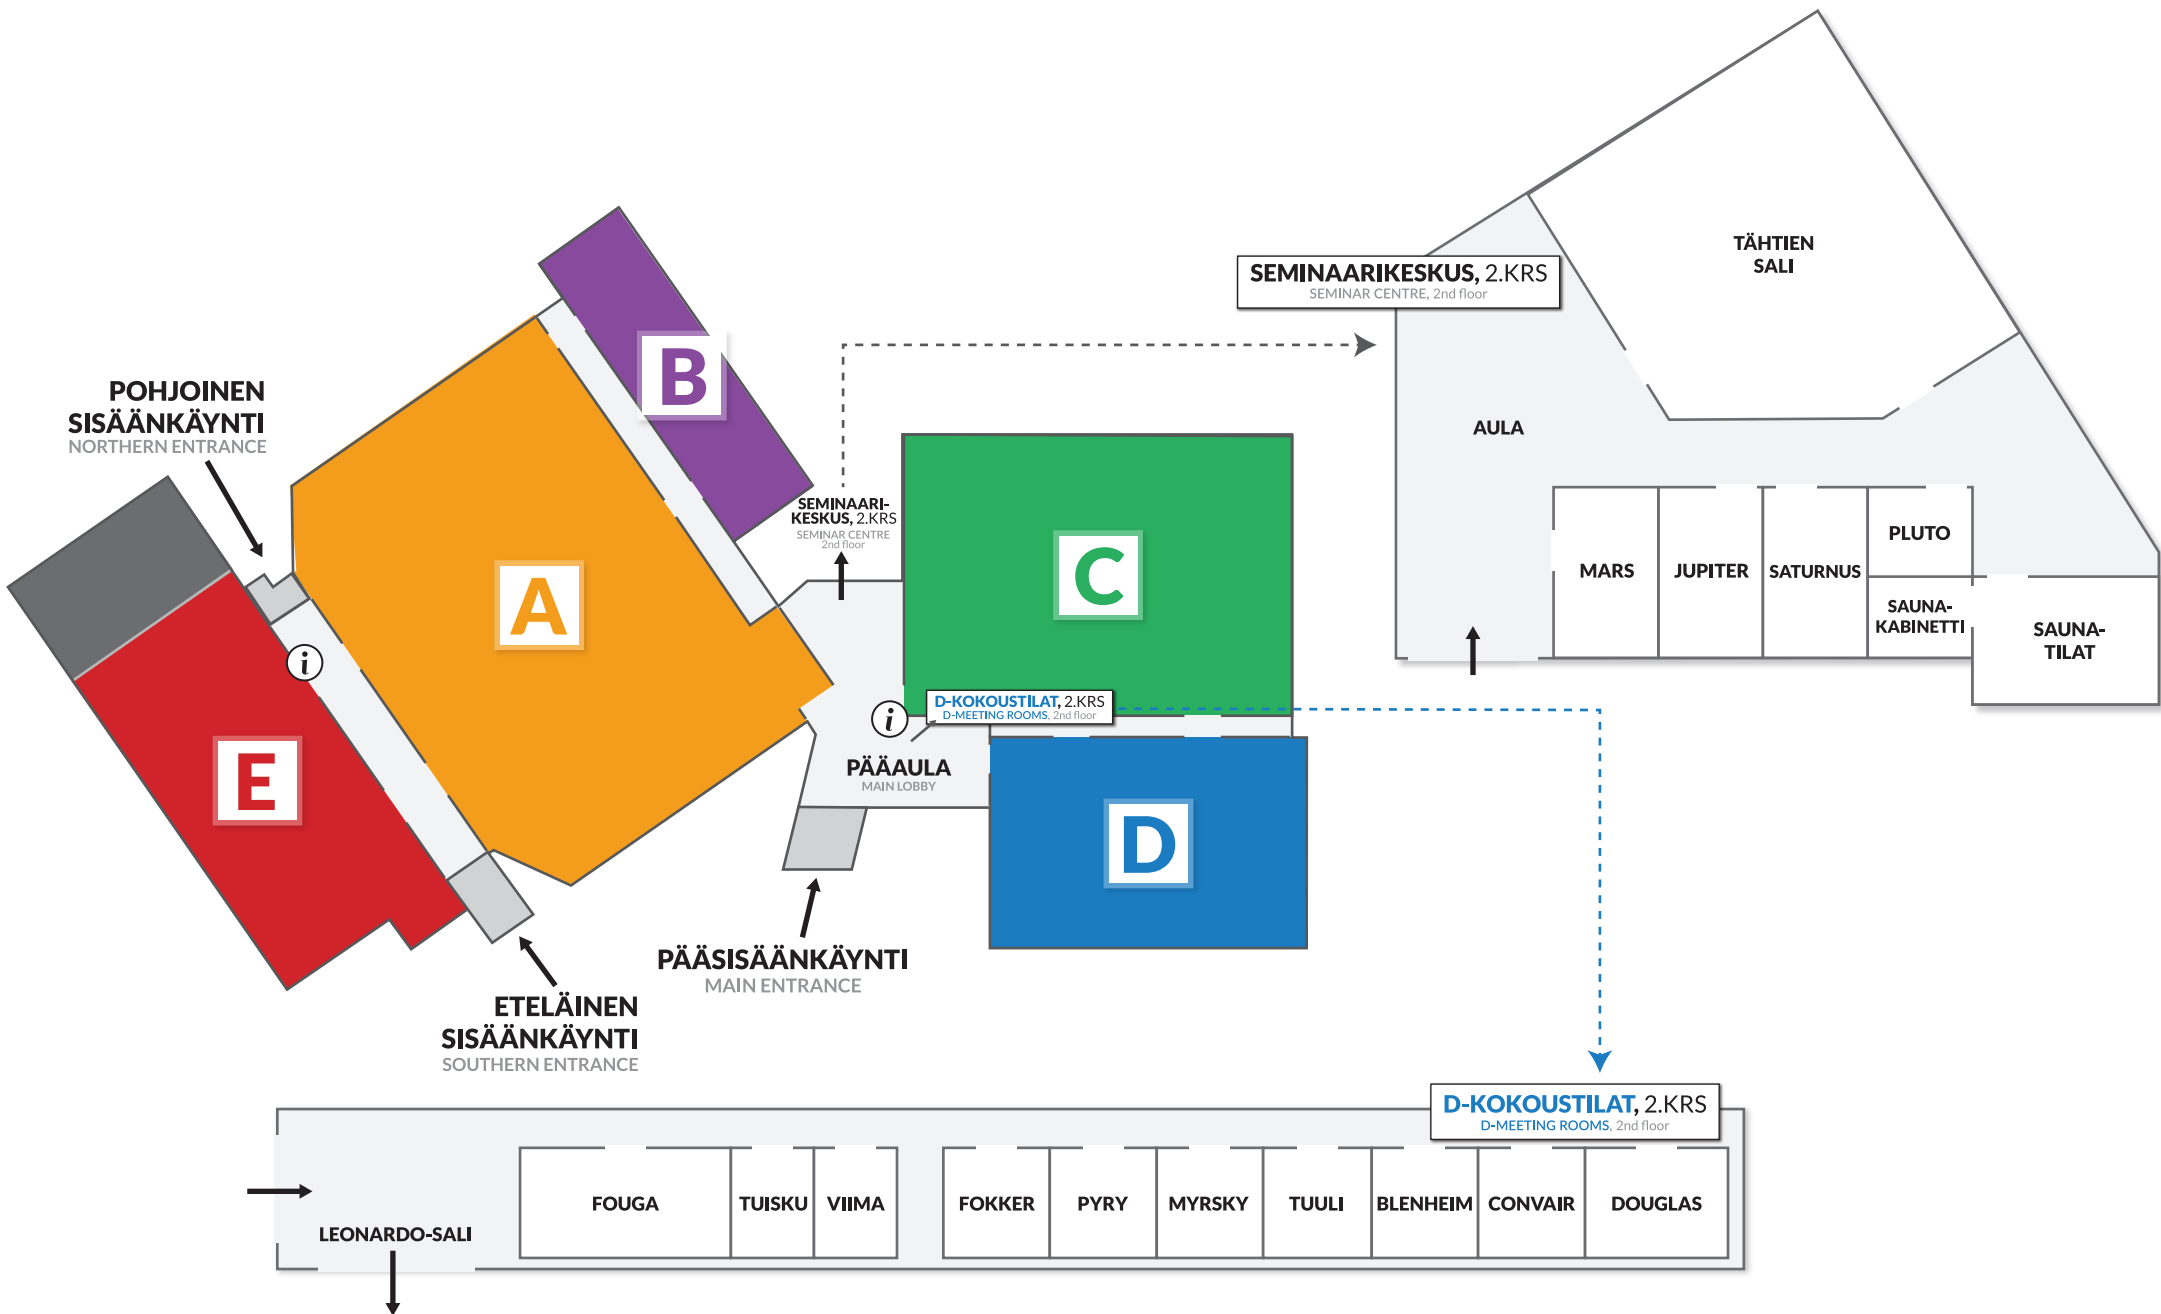 TÄHTIEN
SALI
SEMINAARIKESKUS, 2.KRS
SEMINAR CENTRE, 2nd floor
AULA
MARS
JUPITER
SATURNUS
PLUTO
SAUNA-
KABINETTI
SAUNA-
TILAT
B
POHJOINEN
SISÄÄNKÄYNTI
NORTHERN ENTRANCE
SEMINAARI-
KESKUS, 2.KRS
SEMINAR CENTRE
2nd floor
A
C
i
E
D-KOKOUSTILAT, 2.KRS
D-MEETING ROOMS, 2nd floor
i
PÄÄAULA
MAIN LOBBY
D
PÄÄSISÄÄNKÄYNTI
MAIN ENTRANCE
ETELÄINEN
SISÄÄNKÄYNTI
SOUTHERN ENTRANCE
D-KOKOUSTILAT, 2.KRS
D-MEETING ROOMS, 2nd floor
LEONARDO-SALI
FOUGA
TUISKU
VIIMA
FOKKER
PYRY
MYRSKY
TUULI
BLENHEIM
CONVAIR
DOUGLAS